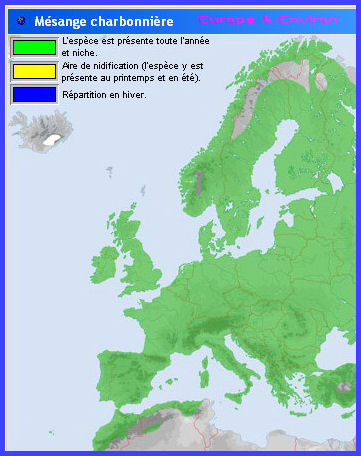 Mésange charbonnière
Europe & Environ
L'espèce est présente toute l'année
et niche.
Aire de nidification (l'espèce y est
présente au printemps et en été).
Répartition en hiver.